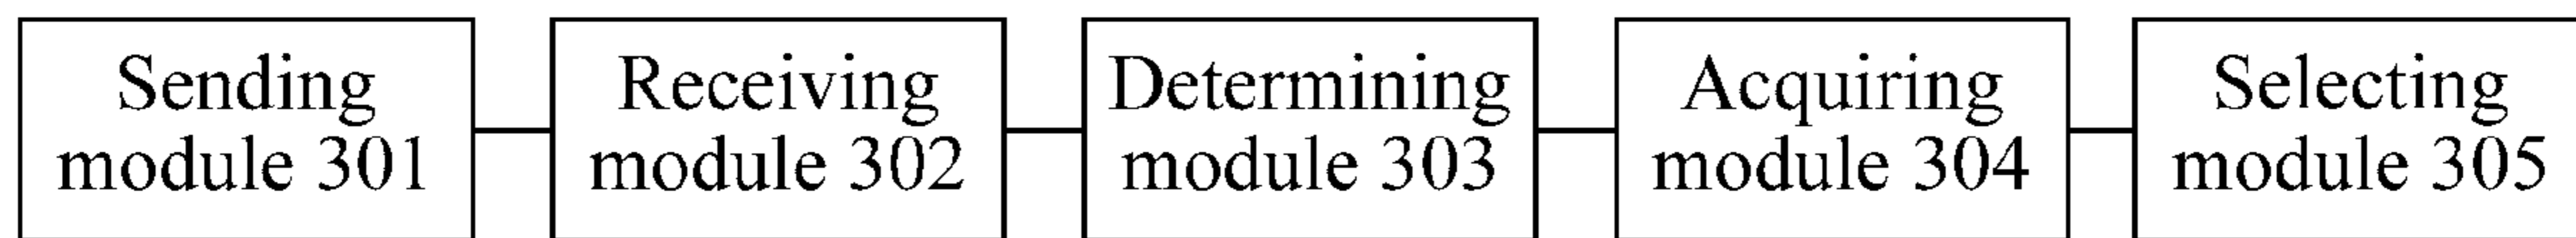 Sending
module 301
Receiving
module 302
Determining
module 303
Acquiring
module 304
Selecting
module 305